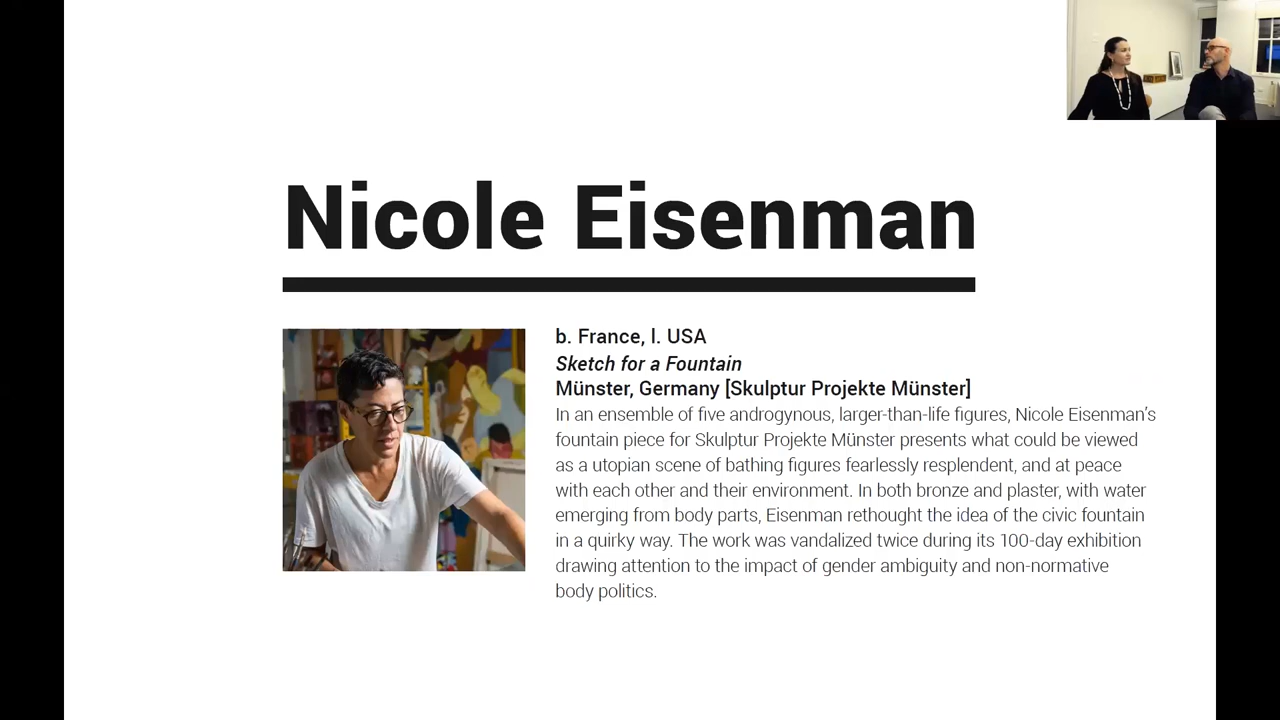 Nicole Eisenman
b. France, l. USA
Sketch for a Fountain
Münster, Germany [Skulptur Projekte Münster]
In an ensemble of five androgynous, larger-than-life figures, Nicole Eisenman’s
fountain piece for Skulptur Projekte Münster presents what could be viewed
as a utopian scene of bathing figures fearlessly resplendent, and at peace
with each other and their environment. In both bronze and plaster, with water
emerging from body parts, Eisenman rethought the idea of the civic fountain
in a quirky way. The work was vandalized twice during its 100-day exhibition
drawing attention to the impact of gender ambiguity and non-normative
body politics.